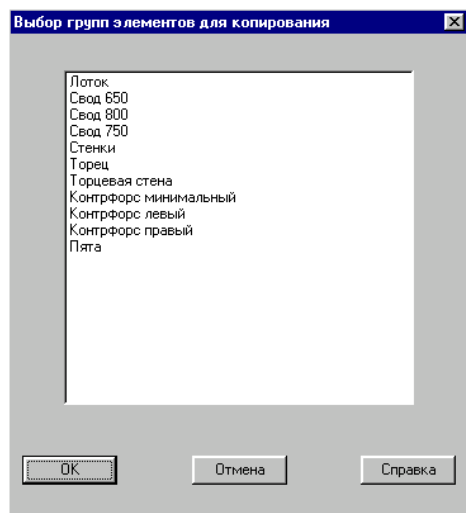 Выбор групп элементов для копирования
Лоток
Свод 650
Свод 800
Свод 750
Стенки
Торец
Торцевая стена
Контрфорс минимальный
Контрфорс левый
Контрфорс правый
Пята
OK Отмена Справка